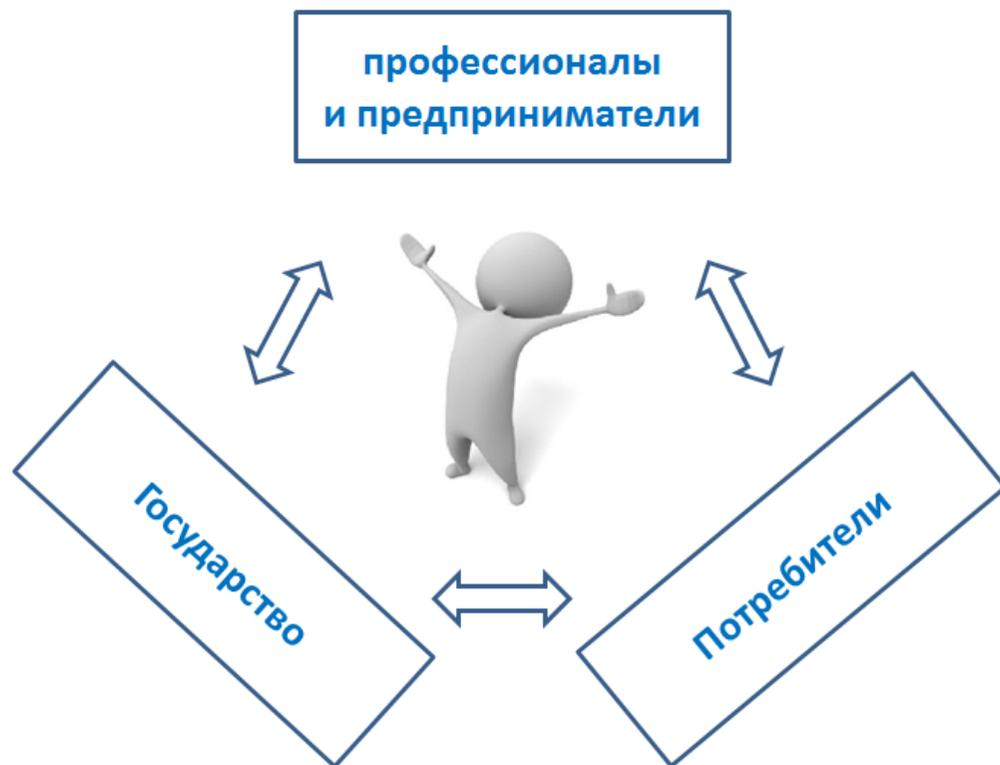 профессионалы
и предприниматели
Государство
Потребители